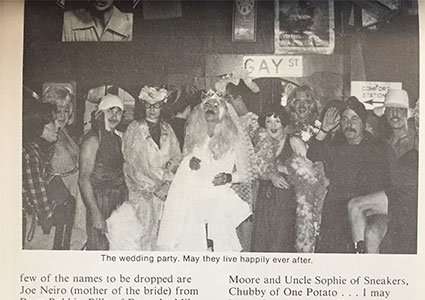 GAY ST
COMFORT
STATION
The wedding party. May they live happily ever after.
few of the names to be dropped are
Joe Neiro (mother of the bride) from
Moore and Uncle Sophie of Sneakers,
Chubby of One Potato . . . I may